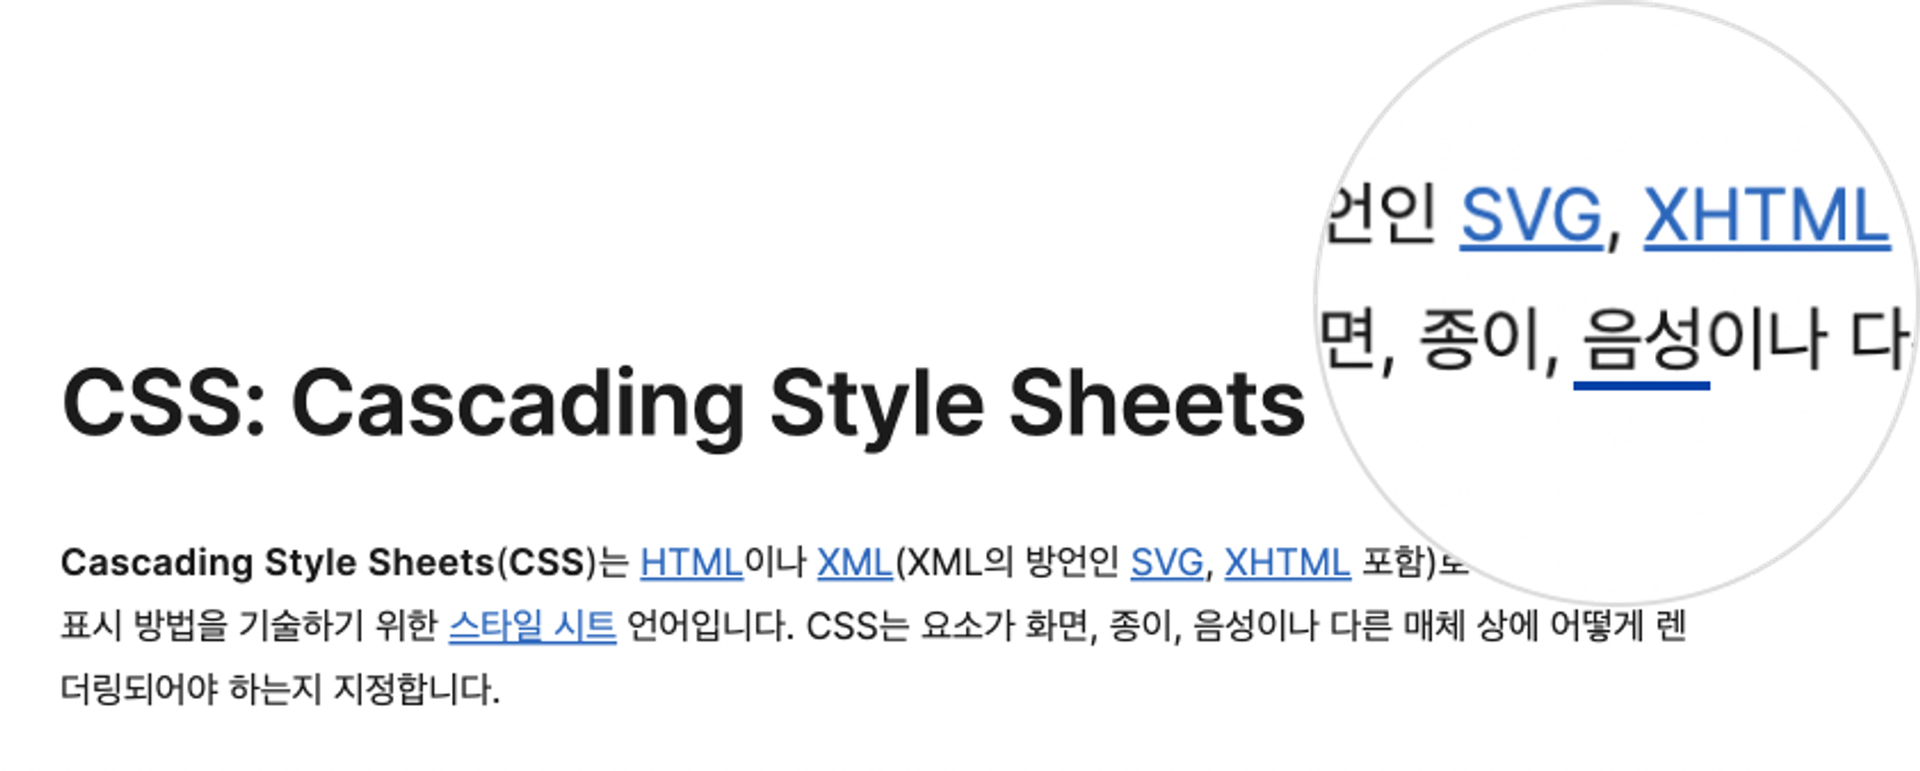 CSS: Cascading Style Sheets
언인 SVG, XHTML
면, 종이, 음성이나 다
Cascading Style Sheets(CSS)는 HTML이나 XML(XML의 방언인 SVG, XHTML 포함)로
표시 방법을 기술하기 위한 스타일 시트 언어입니다. CSS는 요소가 화면, 종이, 음성이나 다른 매체 상에 어떻게 렌
더링되어야 하는지 지정합니다.